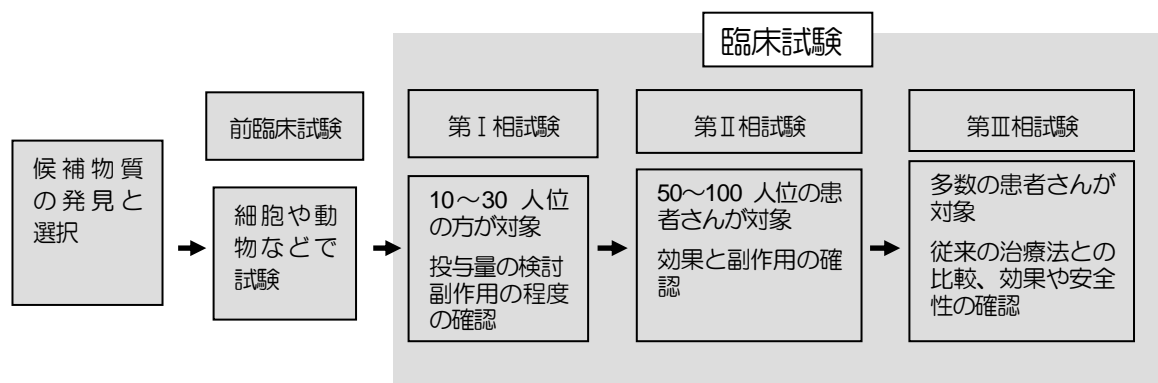 臨床試験
候補物質
の発見と
選択
前臨床試験
細胞や動
物などで
試験
第Ⅰ相試験
10～30 人位
の方が対象
投与量の検討
副作用の程度
の確認
第Ⅱ相試験
50～100 人位の患
者さんが対象
効果と副作用の確
認
第Ⅲ相試験
多数の患者さんが
対象
従来の治療法との
比較、効果や安全
性の確認